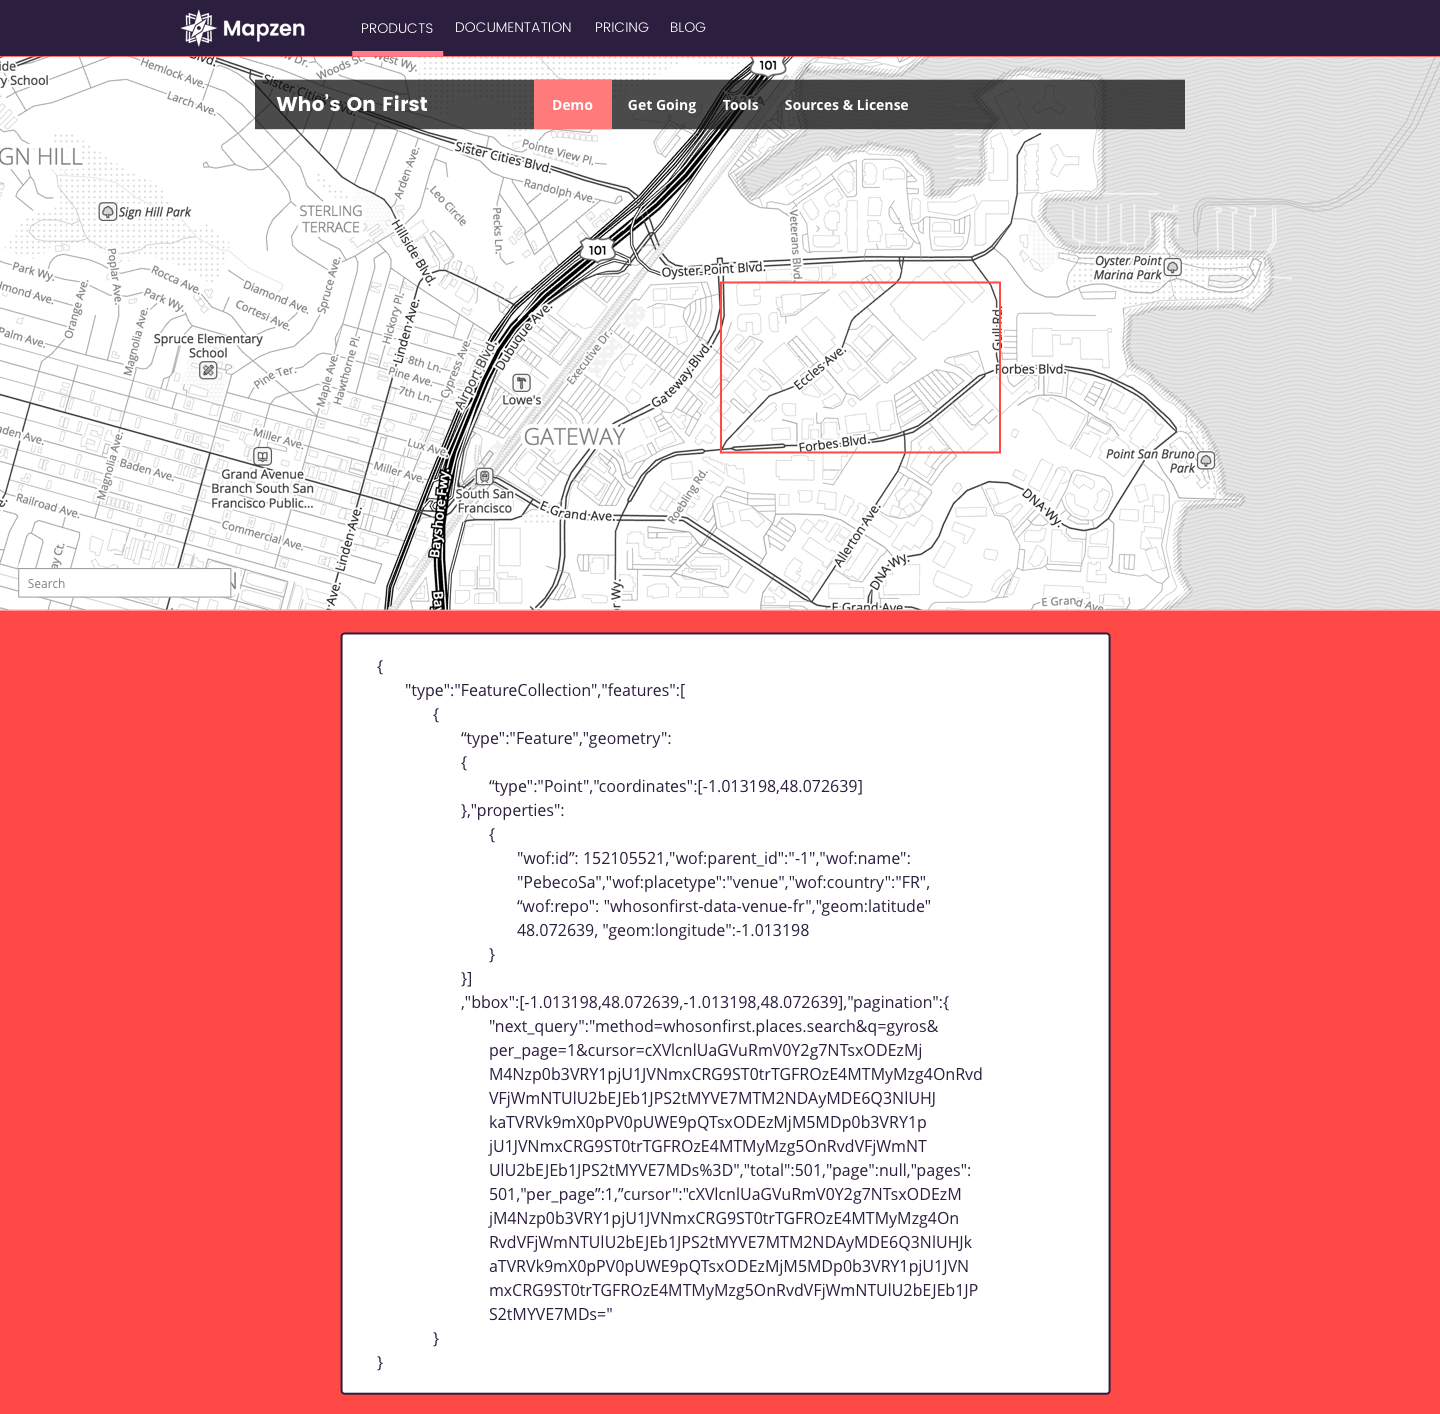 Mapzen
PRODUCTS
DOCUMENTATION
PRICING
BLOG
Who's On First
Demo
Get Going
Tools
Sources & License
y School
Hemlock Ave.
Larch Ave.
Woods St.
West Wy.
101
GN HILL
Sister Cities Blvd.
Pointe View Pl.
Randolph Ave.
Arden Ave.
Leo Circle
Pecks Ln.
Sign Hill Park
STERLING
TERRACE
Hillside Blvd.
101
Veterans Blvd.
Oyster Point Blvd.
Oyster Point
Marina Park
Park Wy.
Poplar Ave.
Rocca Ave.
Park Wy.
Diamond Ave.
Cortesi Ave.
Spruce Ave.
Orange Ave.
Magnolia Ave.
Palm Ave.
Spruce Elementary
School
Hickory Pl.
Linden Ave.
Dubuque Ave.
Airport Blvd.
Executive Dr.
Gull Rd.
Forbes Blvd.
Eccles Ave.
Gateway Blvd.
Pine Ter.
Maple Ave.
Hawthorne Pl.
8th Ln.
Pine Ave.
7th Ln.
Cypress Ave.
Lowe's
GATEWAY
Miller Ave.
Lux Ave.
Miller Ave.
Forbes Blvd.
Baden Ave.
Magnolia Ave.
Grand Avenue
Branch South San
Francisco Public...
South San
Francisco
Point San Bruno
Park
Railroad Ave.
Commercial Ave.
Linden Ave.
Bayshore Fwy.
E Grand Ave.
Roebling Rd.
Allerton Ave.
DNA Wy.
DNA Wy.
E Grand Ave.
E Grand Ave.
Search
{
"type":"FeatureCollection","features":[
{
“type":"Feature","geometry":
{
“type":"Point","coordinates":[-1.013198,48.072639]
},"properties":
{
"wof:id”: 152105521,"wof:parent_id":"-1","wof:name":
"PebecoSa","wof:placetype":"venue","wof:country":"FR",
“wof:repo": "whosonfirst-data-venue-fr","geom:latitude"
48.072639, "geom:longitude":-1.013198
}
}]
,"bbox":[-1.013198,48.072639,-1.013198,48.072639],"pagination":{
"next_query":"method=whosonfirst.places.search&q=gyros&
per_page=1&cursor=cXVlcnlUaGVuRmV0Y2g7NTsxODEzMj
M4Nzp0b3VRY1pjU1JVNmxCRG9ST0trTGFROzE4MTMyMzg4OnRvd
VFjWmNTUlU2bEJEb1JPS2tMYVE7MTM2NDAyMDE6Q3NlUHJ
kaTVRVk9mX0pPV0pUWE9pQTsxODEzMjM5MDp0b3VRY1p
jU1JVNmxCRG9ST0trTGFROzE4MTMyMzg5OnRvdVFjWmNT
UlU2bEJEb1JPS2tMYVE7MDs%3D","total":501,"page":null,"pages":
501,"per_page”:1,”cursor":"cXVlcnlUaGVuRmV0Y2g7NTsxODEzM
jM4Nzp0b3VRY1pjU1JVNmxCRG9ST0trTGFROzE4MTMyMzg4On
RvdVFjWmNTUlU2bEJEb1JPS2tMYVE7MTM2NDAyMDE6Q3NlUHJk
aTVRVk9mX0pPV0pUWE9pQTsxODEzMjM5MDp0b3VRY1pjU1JVN
mxCRG9ST0trTGFROzE4MTMyMzg5OnRvdVFjWmNTUlU2bEJEb1JP
S2tMYVE7MDs="
}
}